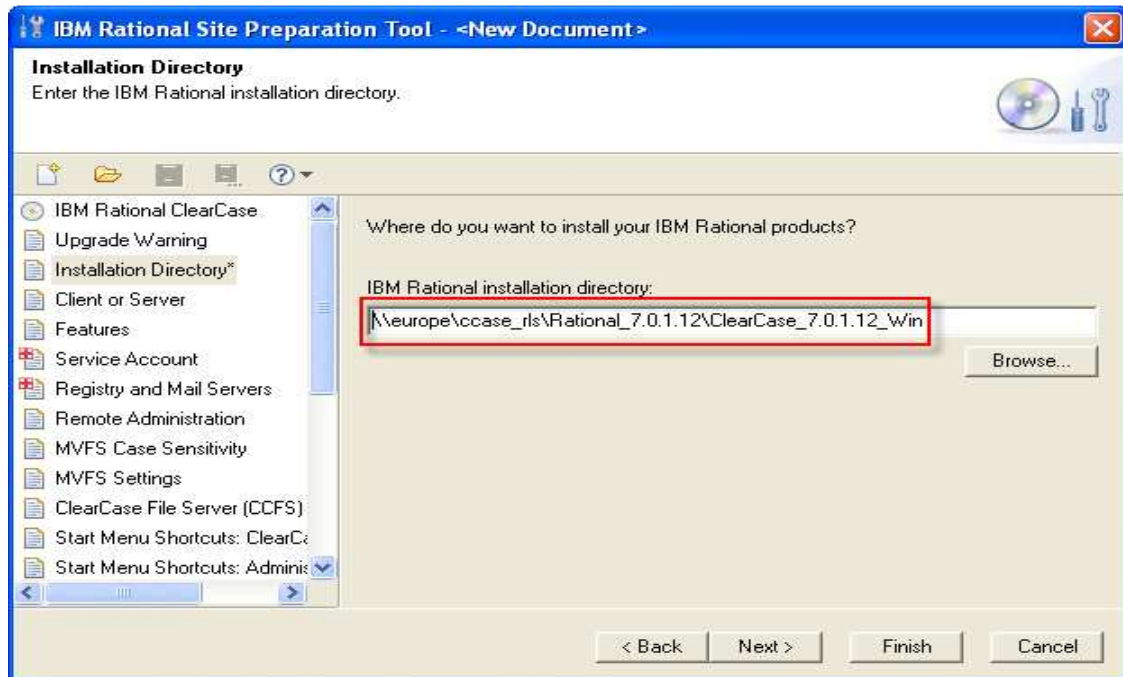 IBM Rational Site Preparation Tool - <New Document>
Installation Directory
Enter the IBM Rational installation directory.
IBM Rational ClearCase
Upgrade Warning
Installation Directory*
Client or Server
Features
Service Account
Registry and Mail Servers
Remote Administration
MVFS Case Sensitivity
MVFS Settings
ClearCase File Server (CCFS)
Start Menu Shortcuts: ClearCa
Start Menu Shortcuts: Adminis
Where do you want to install your IBM Rational products?
IBM Rational installation directory:
\\europe\ccase_rls\Rational_7.0.1.12\ClearCase_7.0.1.12_Win
Browse...
< Back
Next >
Finish
Cancel